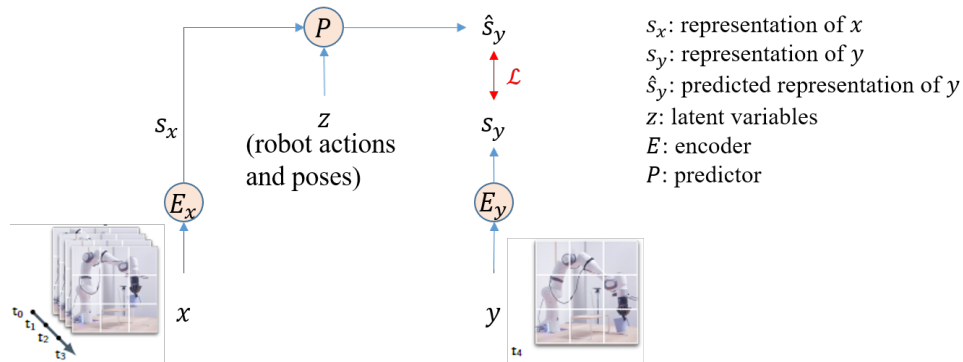 P
ŝ_y
s_x: representation of x
s_y: representation of y
ŝ_y: predicted representation of y
z: latent variables
E: encoder
P: predictor
ℒ
s_x
z
(robot actions
and poses)
s_y
E_x
E_y
x
y
t₀
t₁
t₂
t₃
t₄